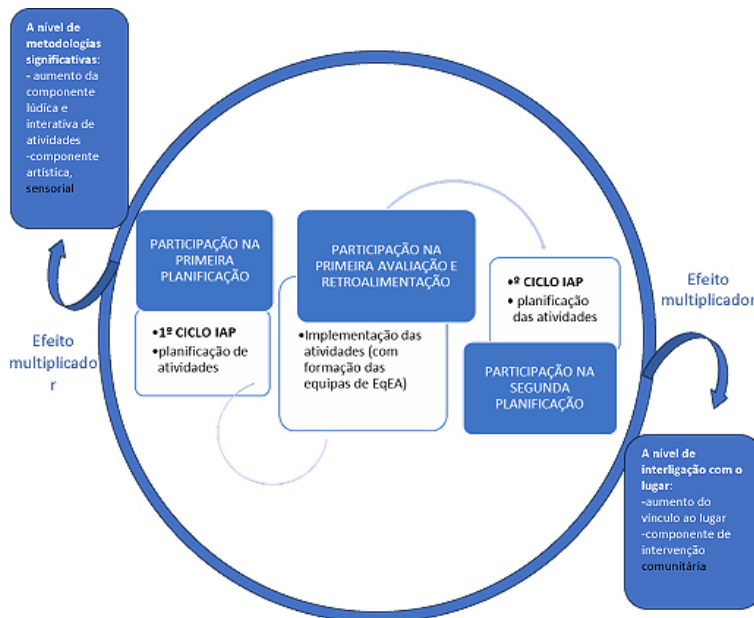 A nível de
metodologias
significativas:
- aumento da
componente
lúdica e
interativa de
atividades
-componente
artística,
sensorial
Efeito
multiplicado
r
PARTICIPAÇÃO NA
PRIMEIRA
PLANIFICAÇÃO
•1º CICLO IAP
•planificação de
atividades
PARTICIPAÇÃO NA
PRIMEIRA AVALIAÇÃO E
RETROALIMENTAÇÃO
•Implementação das
atividades (com
formação das
equipas de EqEA)
•º CICLO IAP
• planificação
das atividades
PARTICIPAÇÃO NA
SEGUNDA
PLANIFICAÇÃO
Efeito
multiplicador
A nível de
interligação com o
lugar:
-aumento do
vínculo ao lugar
-componente de
intervenção
comunitária